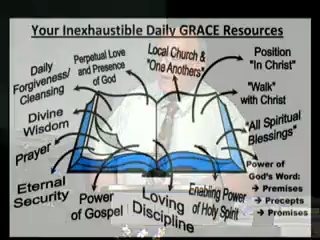 Your Inexhaustible Daily GRACE Resources
Daily
Forgiveness/
Cleansing
Perpetual Love
and Presence
of God
Local Church &
"One Anothers"
Position
"In Christ"
"Walk"
with Christ
Divine
Wisdom
"All Spiritual
Blessings"
Prayer
Power of
God's Word:
→ Premises
→ Precepts
→ Promises
Eternal
Security
Power
of Gospel
Loving
Discipline
Enabling Power
of Holy Spirit